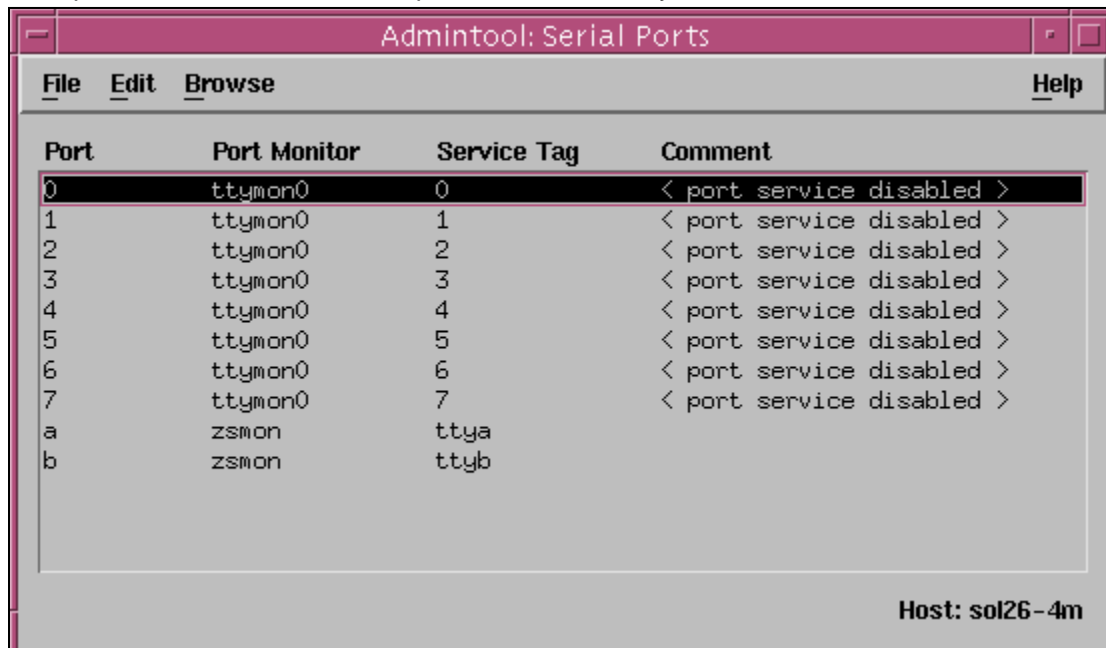 Admintool: Serial Ports
File Edit Browse Help
Port Port Monitor Service Tag Comment
0 ttymon0 0 < port service disabled >
1 ttymon0 1 < port service disabled >
2 ttymon0 2 < port service disabled >
3 ttymon0 3 < port service disabled >
4 ttymon0 4 < port service disabled >
5 ttymon0 5 < port service disabled >
6 ttymon0 6 < port service disabled >
7 ttymon0 7 < port service disabled >
a zsmon ttya
b zsmon ttyb
Host: sol26-4m